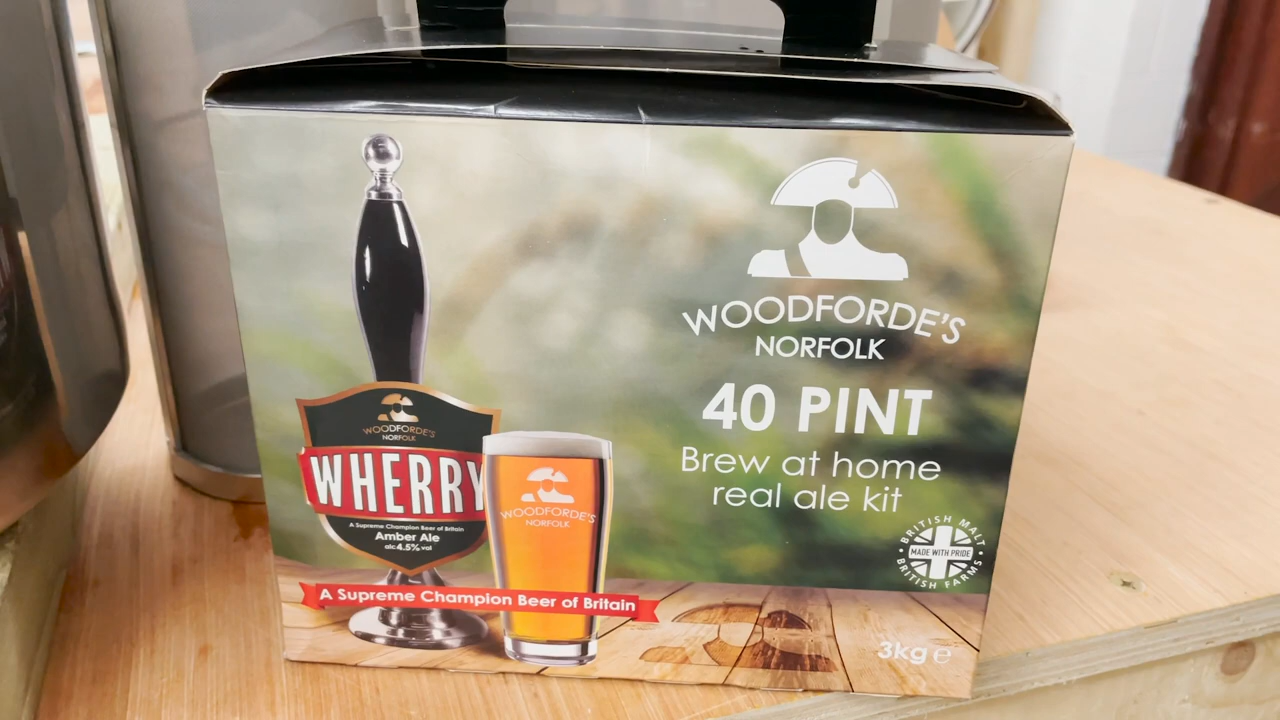 WOODFORDE'S
NORFOLK
40 PINT
Brew at home
real ale kit
BRITISH MALT
MADE WITH PRIDE
BRITISH FARMS
3kg e
WOODFORDE'S
NORFOLK
WHERRY
A Supreme Champion Beer of Britain
Amber Ale
alc 4.5% vol
WOODFORDE'S
NORFOLK
A Supreme Champion Beer of Britain